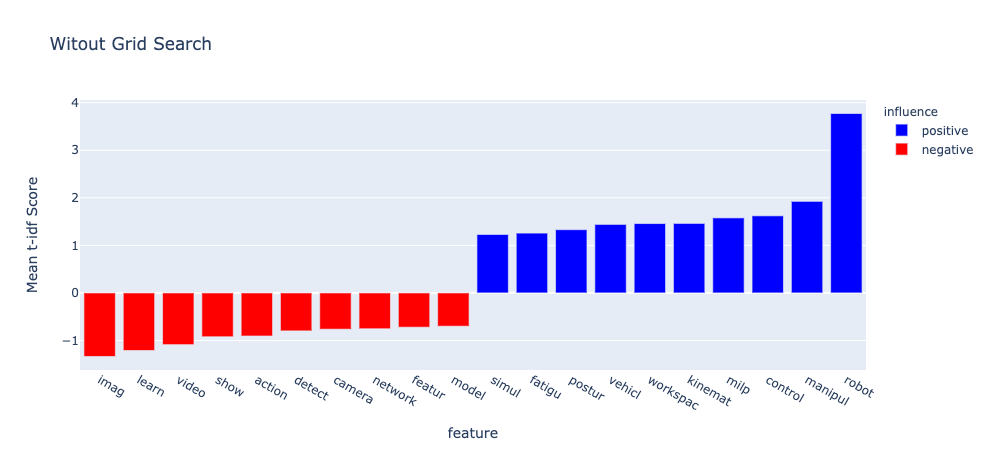 Witout Grid Search
influence
positive
negative
Mean t-idf Score
4
3
2
1
0
−1
imag
learn
video
show
action
detect
camera
network
featur
model
simul
fatigu
postur
vehicl
workspac
kinemat
milp
control
manipul
robot
feature